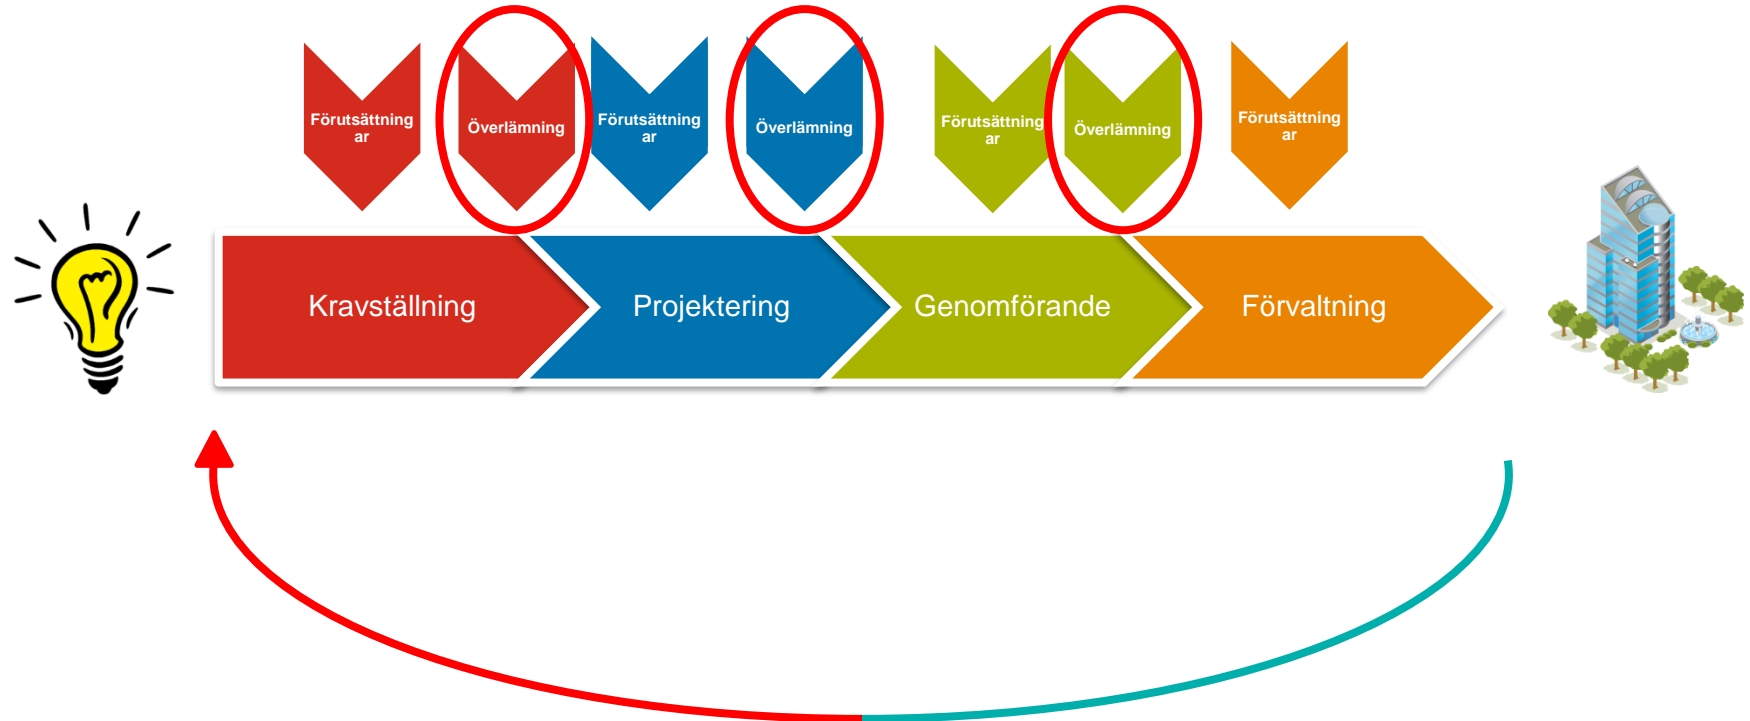 Förutsättning
ar
Överlämning
Förutsättning
ar
Överlämning
Förutsättning
ar
Överlämning
Förutsättning
ar
Kravställning
Projektering
Genomförande
Förvaltning